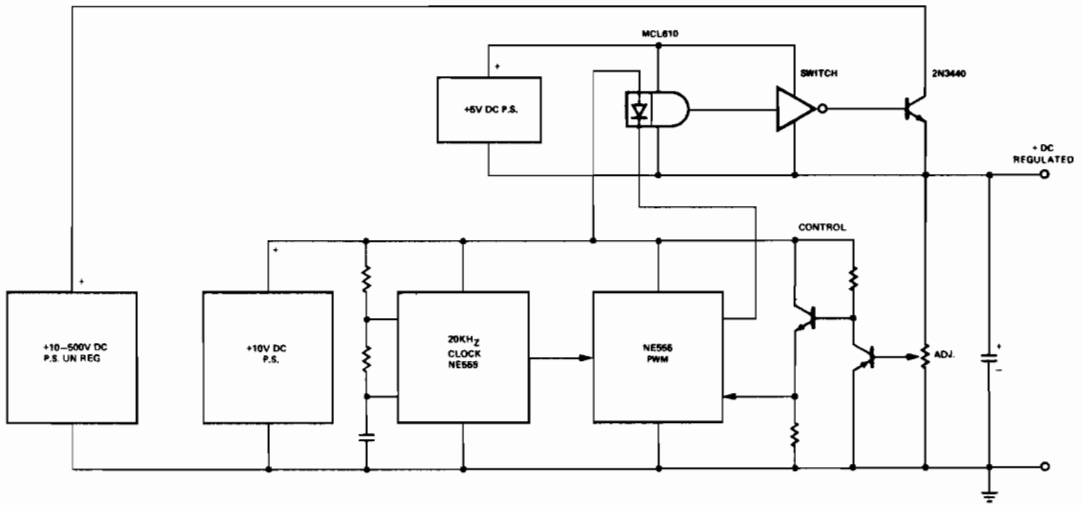 MCL610
SWITCH
2N3440
+
+5V DC P.S.
+ DC
REGULATED
CONTROL
+
+
+10–500V DC
P.S. UN REG
+10V DC
P.S.
20KHZ
CLOCK
NE555
NE555
PWM
ADJ.
+
–